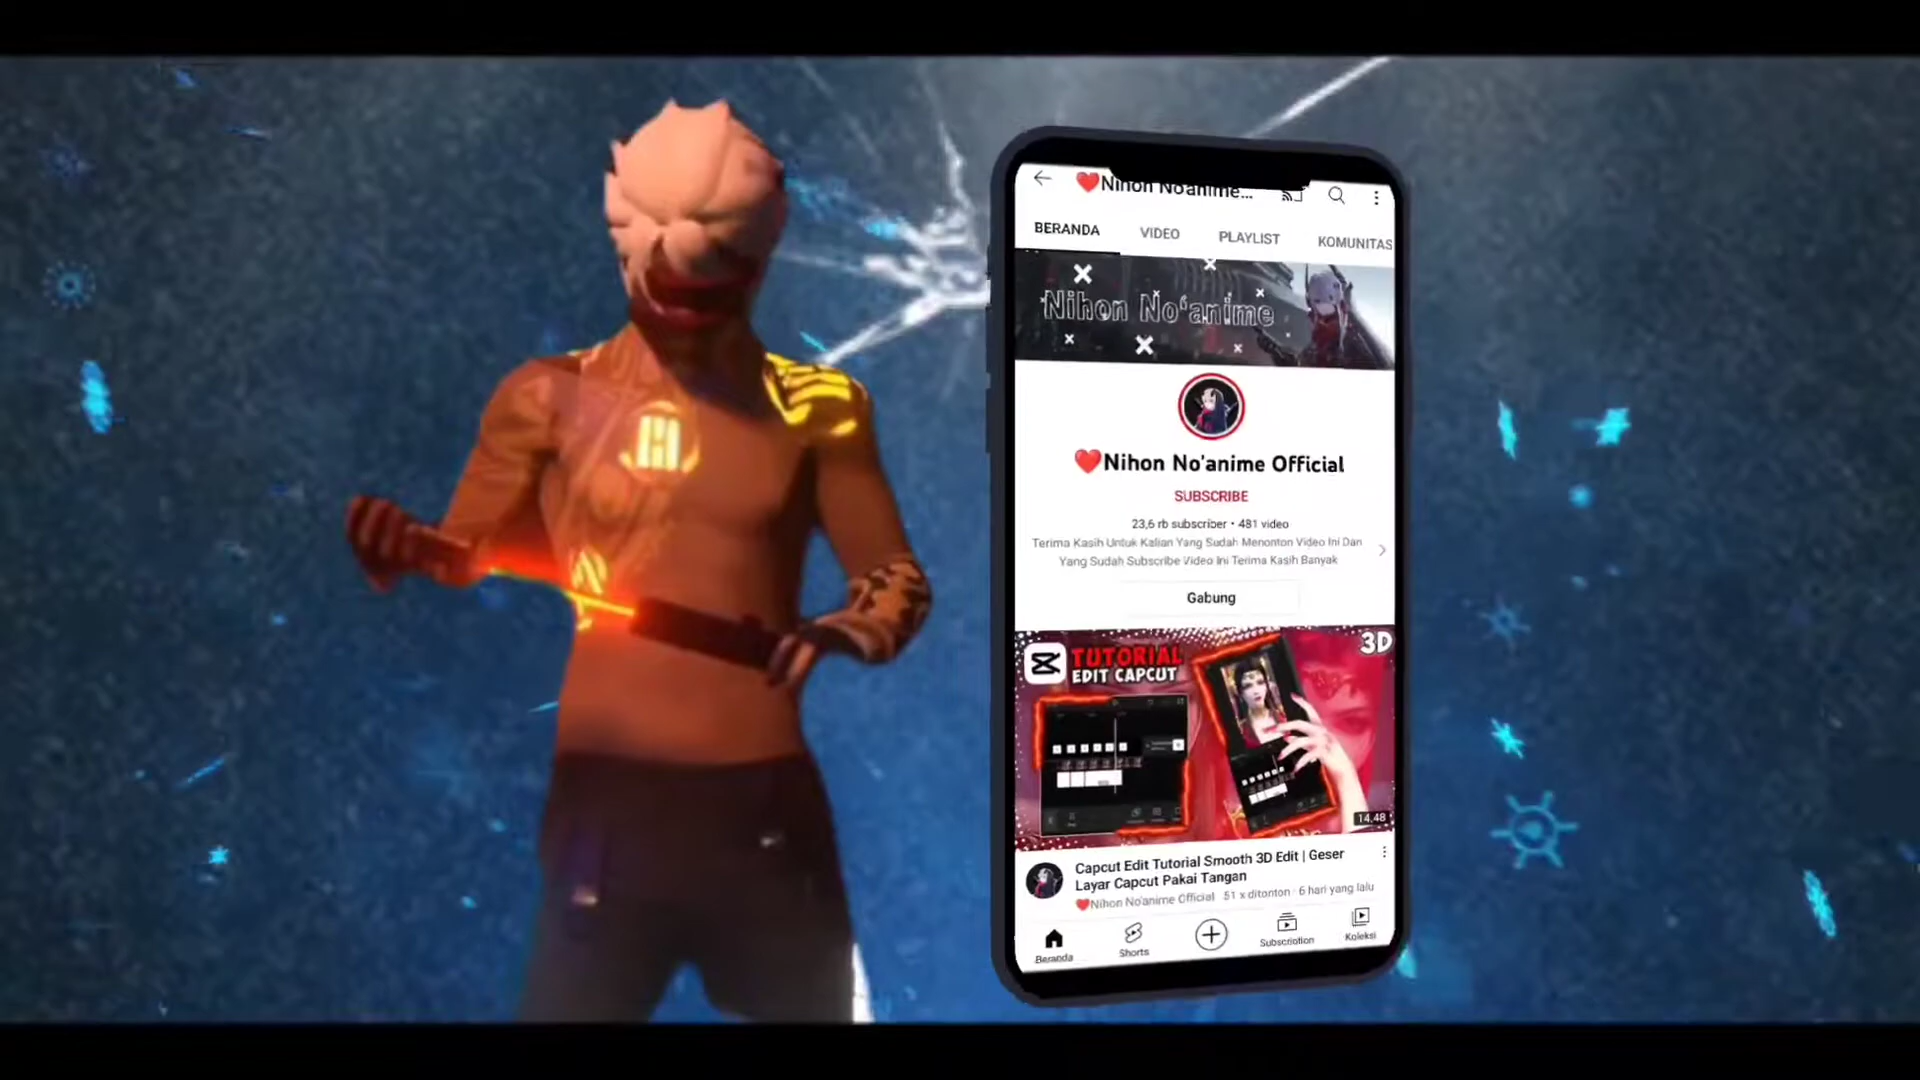 ❤️Nihon No'anime...
BERANDA VIDEO PLAYLIST KOMUNITAS
Nihon No'anime
❤️Nihon No'anime Official
SUBSCRIBE
23,6 rb subscriber • 481 video
Terima Kasih Untuk Kalian Yang Sudah Menonton Video Ini Dan
Yang Sudah Subscribe Video Ini Terima Kasih Banyak
Gabung
TUTORIAL
EDIT CAPCUT
3D
14.48
Capcut Edit Tutorial Smooth 3D Edit | Geser
Layar Capcut Pakai Tangan
❤️Nihon No'anime Official · 51 x ditonton · 6 hari yang lalu
Beranda Shorts Subscription Koleksi